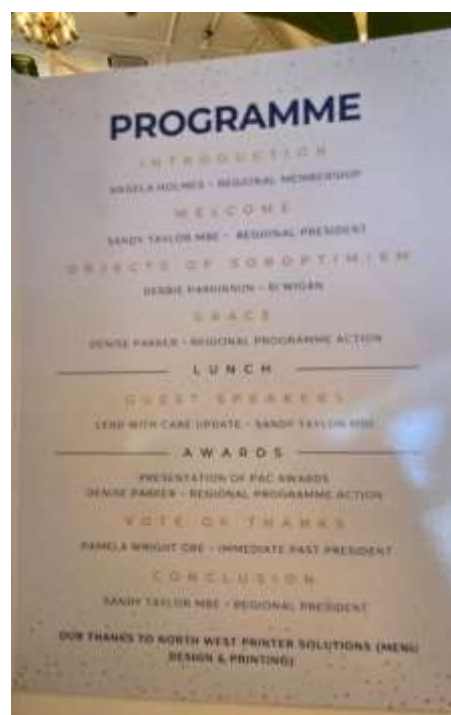 PROGRAMME
INTRODUCTION
ANGELA HOLMES - REGIONAL MEMBERSHIP
WELCOME
SANDY TAYLOR MBE - REGIONAL PRESIDENT
OBJECTS OF SOROPTIMISM
DEBBIE PARKINSON - SI WIGAN
GRACE
DENISE PARKER - REGIONAL PROGRAMME ACTION
LUNCH
GUEST SPEAKERS
LEND WITH CARE UPDATE - SANDY TAYLOR MBE
AWARDS
PRESENTATION OF PAC AWARDS
DENISE PARKER - REGIONAL PROGRAMME ACTION
VOTE OF THANKS
PAMELA WRIGHT OBE - IMMEDIATE PAST PRESIDENT
CONCLUSION
SANDY TAYLOR MBE - REGIONAL PRESIDENT
OUR THANKS TO NORTH WEST PRINTER SOLUTIONS (MENU
DESIGN & PRINTING)